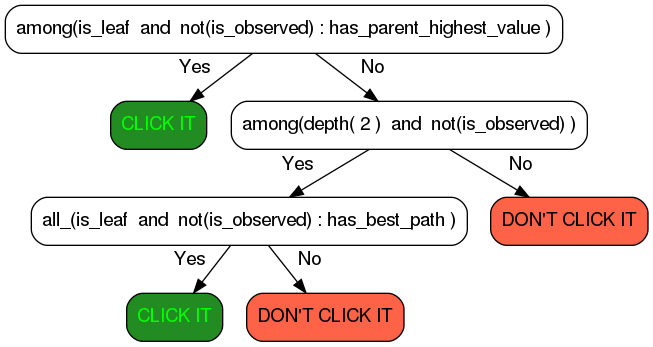 among(is_leaf and not(is_observed) : has_parent_highest_value )
Yes
No
CLICK IT
among(depth( 2 ) and not(is_observed) )
Yes
No
all_(is_leaf and not(is_observed) : has_best_path )
DON'T CLICK IT
Yes
No
CLICK IT
DON'T CLICK IT